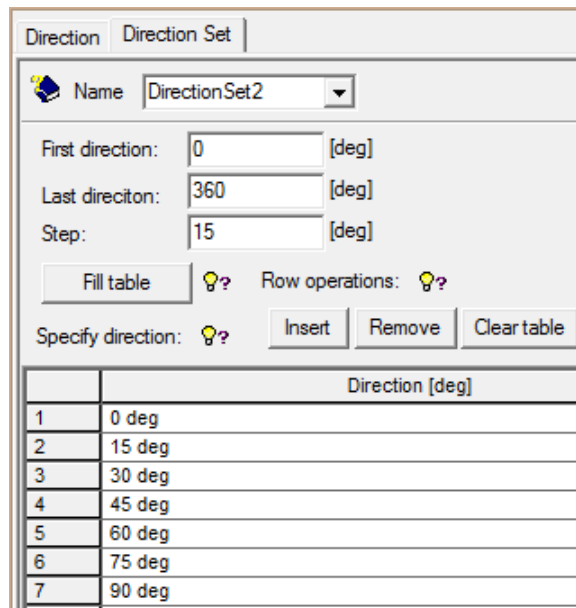 Direction Direction Set
Name DirectionSet2
First direction: 0 [deg]
Last direciton: 360 [deg]
Step: 15 [deg]
Fill table ? Row operations: ?
Specify direction: ? Insert Remove Clear table
Direction [deg]
1 0 deg
2 15 deg
3 30 deg
4 45 deg
5 60 deg
6 75 deg
7 90 deg